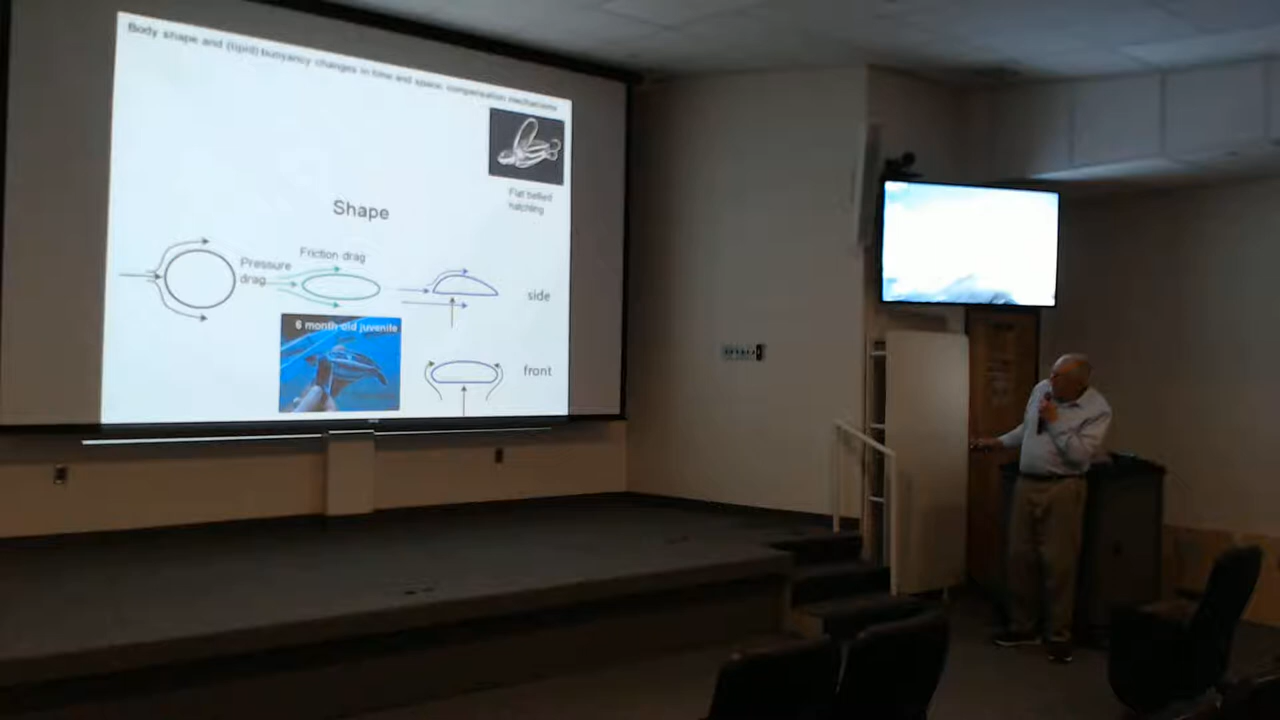 Body shape and (lipid) buoyancy changes in time and space: compensation mechanisms
Flat bellied
hatchling
Shape
Friction drag
Pressure
drag
side
6 month old juvenile
front